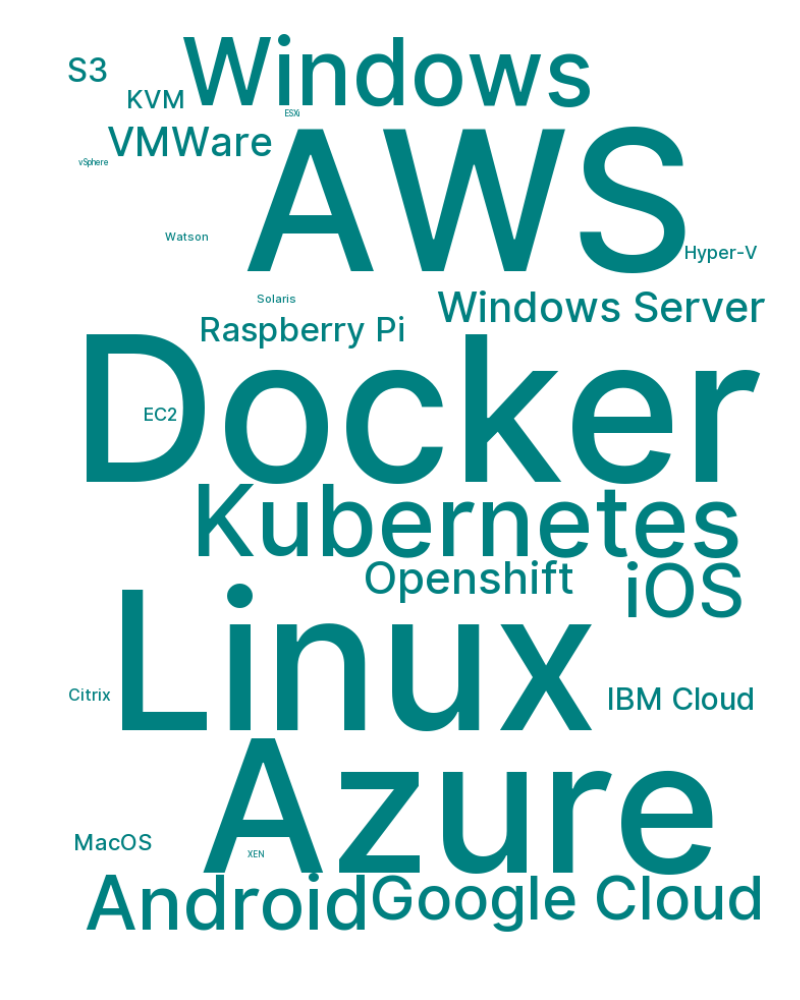 Windows
S3
KVM
ESXi
VMWare
vSphere
AWS
Watson
Hyper-V
Solaris
Windows Server
Raspberry Pi
Docker
EC2
Kubernetes
Openshift
iOS
Linux
Citrix
IBM Cloud
Azure
MacOS
XEN
Android
Google Cloud